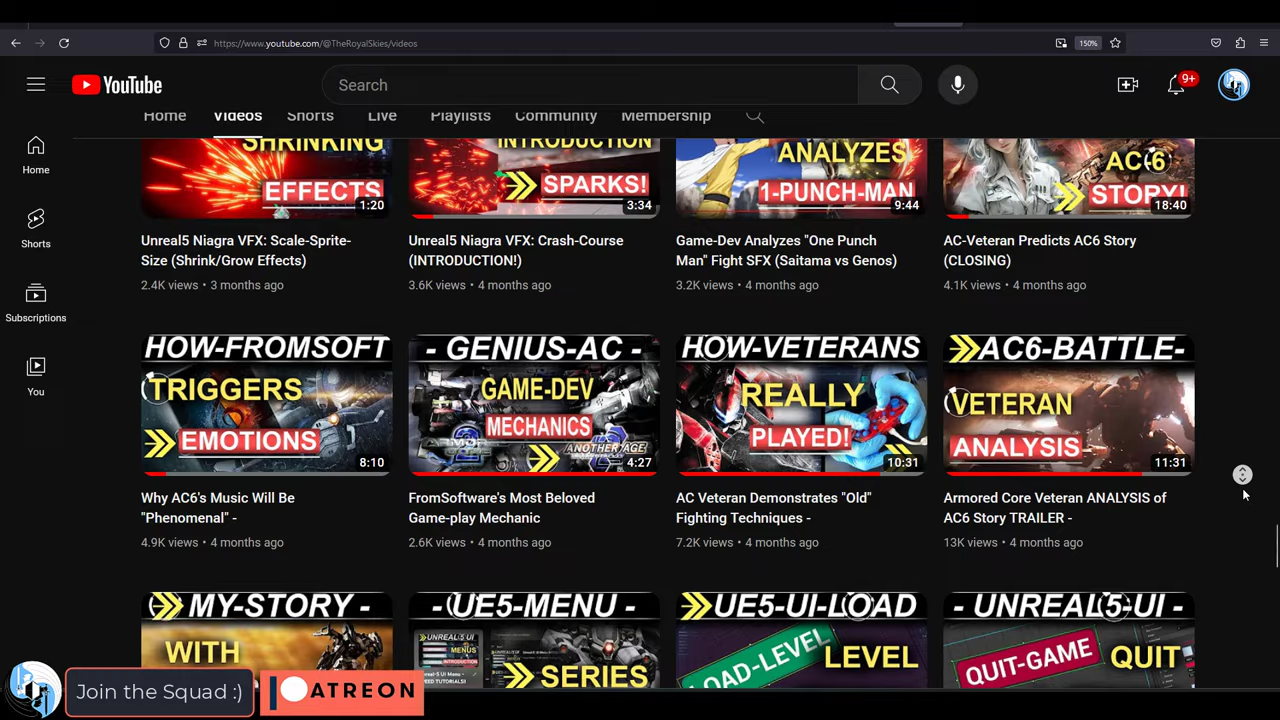 https://www.youtube.com/@TheRoyalSkies/videos
150%
YouTube
Search
9+
Home
Videos
Shorts
Live
Playlists
Community
Membership
Home
Shorts
Subscriptions
You
SHRINKING
EFFECTS
1:20
INTRODUCTION
SPARKS!
3:34
ANALYZES
1-PUNCH-MAN
9:44
AC6
STORY!
18:40
Unreal5 Niagra VFX: Scale-Sprite-
Size (Shrink/Grow Effects)
2.4K views • 3 months ago
Unreal5 Niagra VFX: Crash-Course
(INTRODUCTION!)
3.6K views • 4 months ago
Game-Dev Analyzes "One Punch
Man" Fight SFX (Saitama vs Genos)
3.2K views • 4 months ago
AC-Veteran Predicts AC6 Story
(CLOSING)
4.1K views • 4 months ago
HOW-FROMSOFT
TRIGGERS
EMOTIONS
8:10
- GENIUS-AC -
GAME-DEV
MECHANICS
ANOTHER AGE
4:27
HOW-VETERANS
REALLY
PLAYED!
10:31
AC6-BATTLE-
VETERAN
ANALYSIS
11:31
Why AC6's Music Will Be
"Phenomenal" -
4.9K views • 4 months ago
FromSoftware's Most Beloved
Game-play Mechanic
2.6K views • 4 months ago
AC Veteran Demonstrates "Old"
Fighting Techniques -
7.2K views • 4 months ago
Armored Core Veteran ANALYSIS of
AC6 Story TRAILER -
13K views • 4 months ago
MY-STORY -
WITH
- UE5-MENU -
UNREAL5 UI
MENUS
SERIES
UE5-UI-LOAD
LOAD-LEVEL
LEVEL
- UNREAL5-UI -
QUIT-GAME
QUIT
Join the Squad :)
PATREON